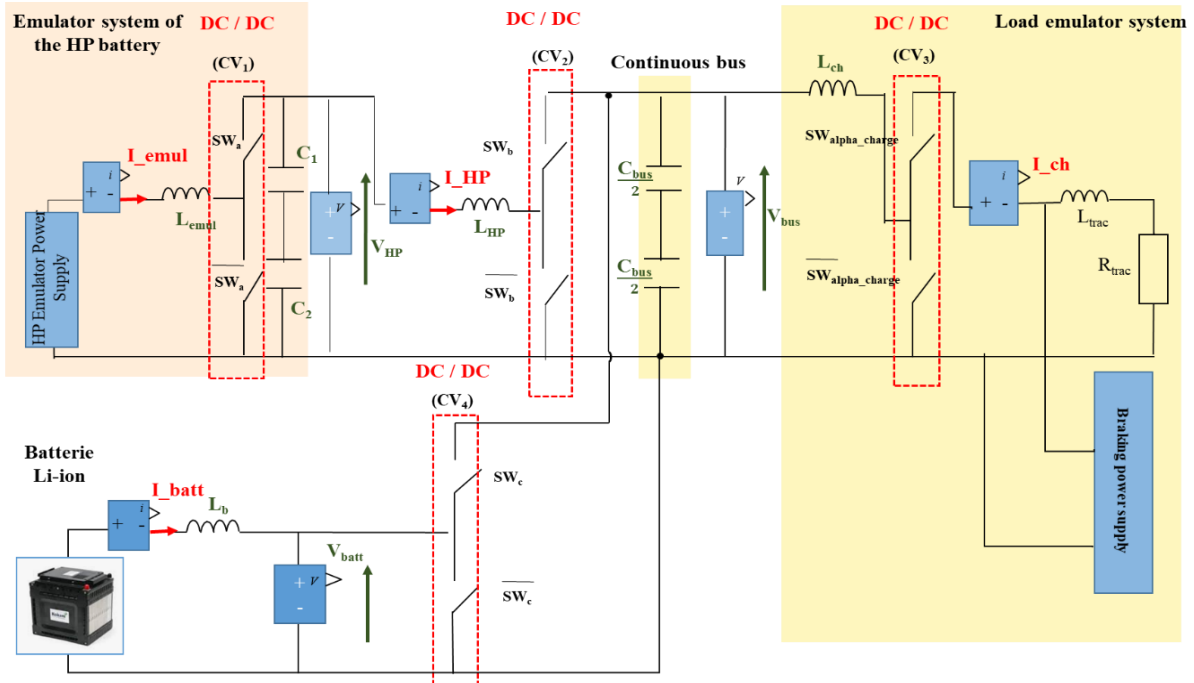 Emulator system of
the HP battery
DC / DC
(CV1)
DC / DC
(CV2)
Continuous bus
DC / DC
(CV3)
Load emulator system
Lch
SWa
SWb
SWalpha_charge
I_emul
i
+ -
Lemul
C1
V
+
-
VHP
I_HP
i
+ -
LHP
Cbus
2
V
+
-
Vbus
I_ch
i
+ -
Ltrac
Rtrac
HP Emulator Power
Supply
SWa
C2
SWb
Cbus
2
SWalpha_charge
DC / DC
(CV4)
Braking power supply
Batterie
Li-ion
I_batt
i
+ -
Lb
SWc
Vbatt
+
V
-
SWc